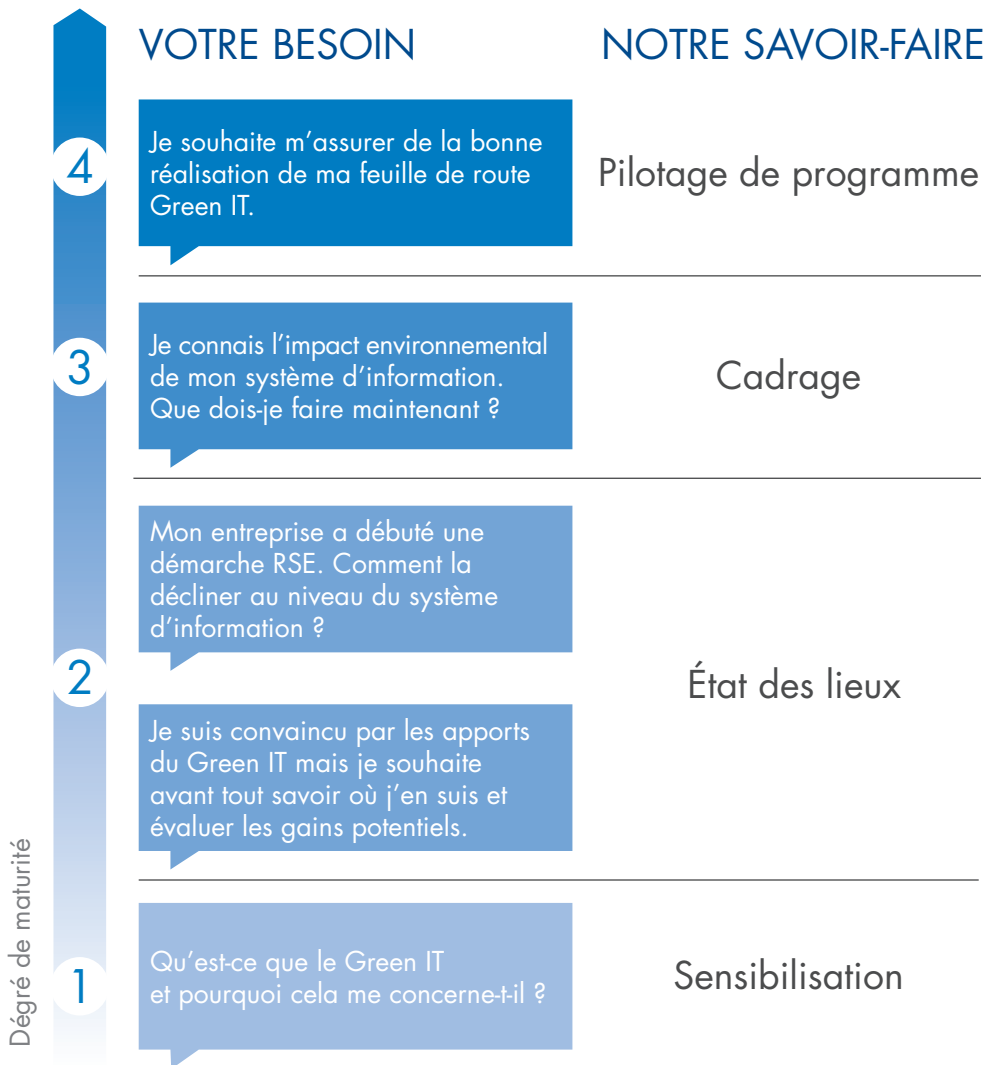 VOTRE BESOIN
NOTRE SAVOIR-FAIRE
4
Je souhaite m’assurer de la bonne
réalisation de ma feuille de route
Green IT.
Pilotage de programme
3
Je connais l’impact environnemental
de mon système d’information.
Que dois-je faire maintenant ?
Cadrage
2
Mon entreprise a débuté une
démarche RSE. Comment la
décliner au niveau du système
d’information ?
Je suis convaincu par les apports
du Green IT mais je souhaite
avant tout savoir où j’en suis et
évaluer les gains potentiels.
État des lieux
1
Qu’est-ce que le Green IT
et pourquoi cela me concerne-t-il ?
Sensibilisation
Dégré de maturité